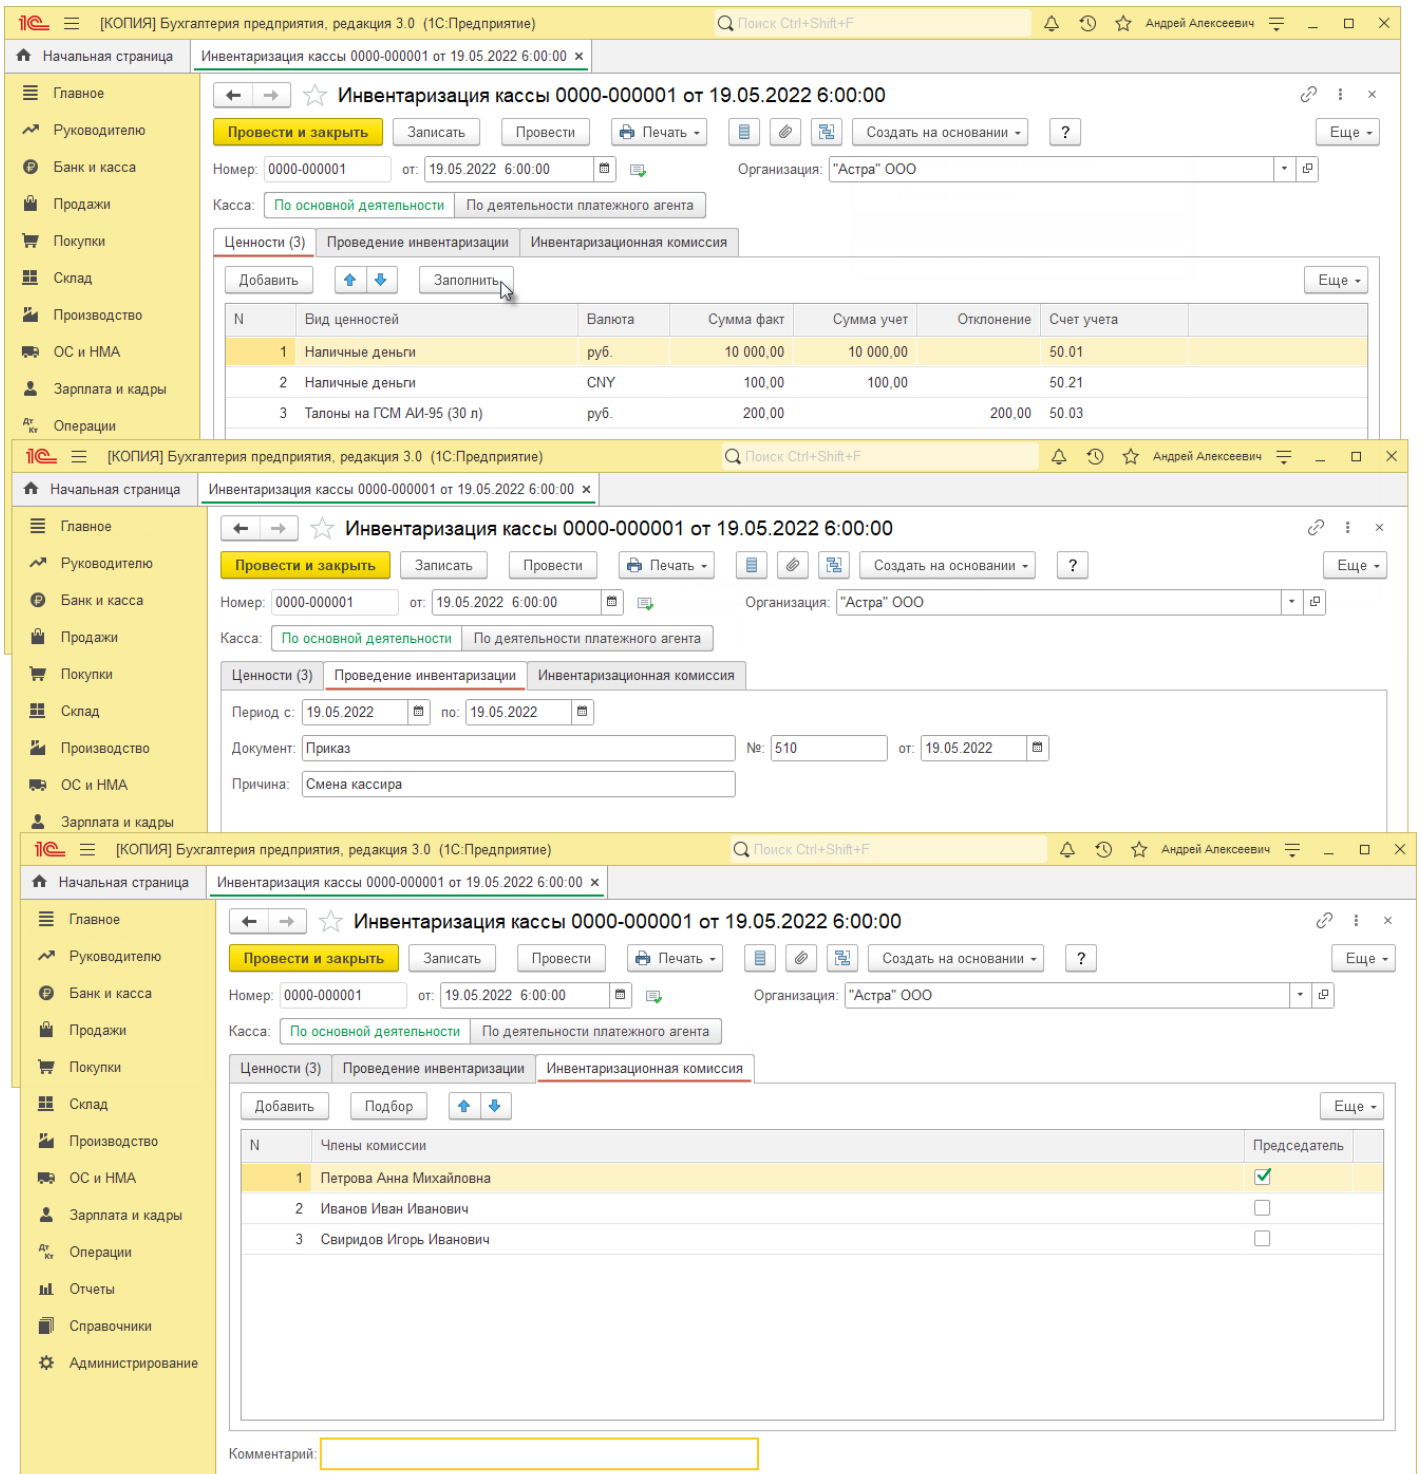 [КОПИЯ] Бухгалтерия предприятия, редакция 3.0 (1С:Предприятие) Поиск Ctrl+Shift+F Андрей Алексеевич
Начальная страница Инвентаризация кассы 0000-000001 от 19.05.2022 6:00:00 ×
Главное Инвентаризация кассы 0000-000001 от 19.05.2022 6:00:00
Руководителю Провести и закрыть Записать Провести Печать Создать на основании ? Еще
Банк и касса Номер: 0000-000001 от: 19.05.2022 6:00:00 Организация: "Астра" ООО
Продажи Касса: По основной деятельности По деятельности платежного агента
Покупки Ценности (3) Проведение инвентаризации Инвентаризационная комиссия
Склад Добавить Заполнить Еще
Производство N Вид ценностей Валюта Сумма факт Сумма учет Отклонение Счет учета
ОС и НМА 1 Наличные деньги руб. 10 000,00 10 000,00 50.01
Зарплата и кадры 2 Наличные деньги CNY 100,00 100,00 50.21
Операции 3 Талоны на ГСМ АИ-95 (30 л) руб. 200,00 200,00 50.03
[КОПИЯ] Бухгалтерия предприятия, редакция 3.0 (1С:Предприятие) Поиск Ctrl+Shift+F Андрей Алексеевич
Начальная страница Инвентаризация кассы 0000-000001 от 19.05.2022 6:00:00 ×
Главное Инвентаризация кассы 0000-000001 от 19.05.2022 6:00:00
Руководителю Провести и закрыть Записать Провести Печать Создать на основании ? Еще
Банк и касса Номер: 0000-000001 от: 19.05.2022 6:00:00 Организация: "Астра" ООО
Продажи Касса: По основной деятельности По деятельности платежного агента
Покупки Ценности (3) Проведение инвентаризации Инвентаризационная комиссия
Склад Период с: 19.05.2022 по: 19.05.2022
Производство Документ: Приказ №: 510 от: 19.05.2022
ОС и НМА Причина: Смена кассира
Зарплата и кадры
[КОПИЯ] Бухгалтерия предприятия, редакция 3.0 (1С:Предприятие) Поиск Ctrl+Shift+F Андрей Алексеевич
Начальная страница Инвентаризация кассы 0000-000001 от 19.05.2022 6:00:00 ×
Главное Инвентаризация кассы 0000-000001 от 19.05.2022 6:00:00
Руководителю Провести и закрыть Записать Провести Печать Создать на основании ? Еще
Банк и касса Номер: 0000-000001 от: 19.05.2022 6:00:00 Организация: "Астра" ООО
Продажи Касса: По основной деятельности По деятельности платежного агента
Покупки Ценности (3) Проведение инвентаризации Инвентаризационная комиссия
Склад Добавить Подбор Еще
Производство N Члены комиссии Председатель
ОС и НМА 1 Петрова Анна Михайловна
Зарплата и кадры 2 Иванов Иван Иванович
3 Свиридов Игорь Иванович
Операции
Отчеты
Справочники
Администрирование
Комментарий: